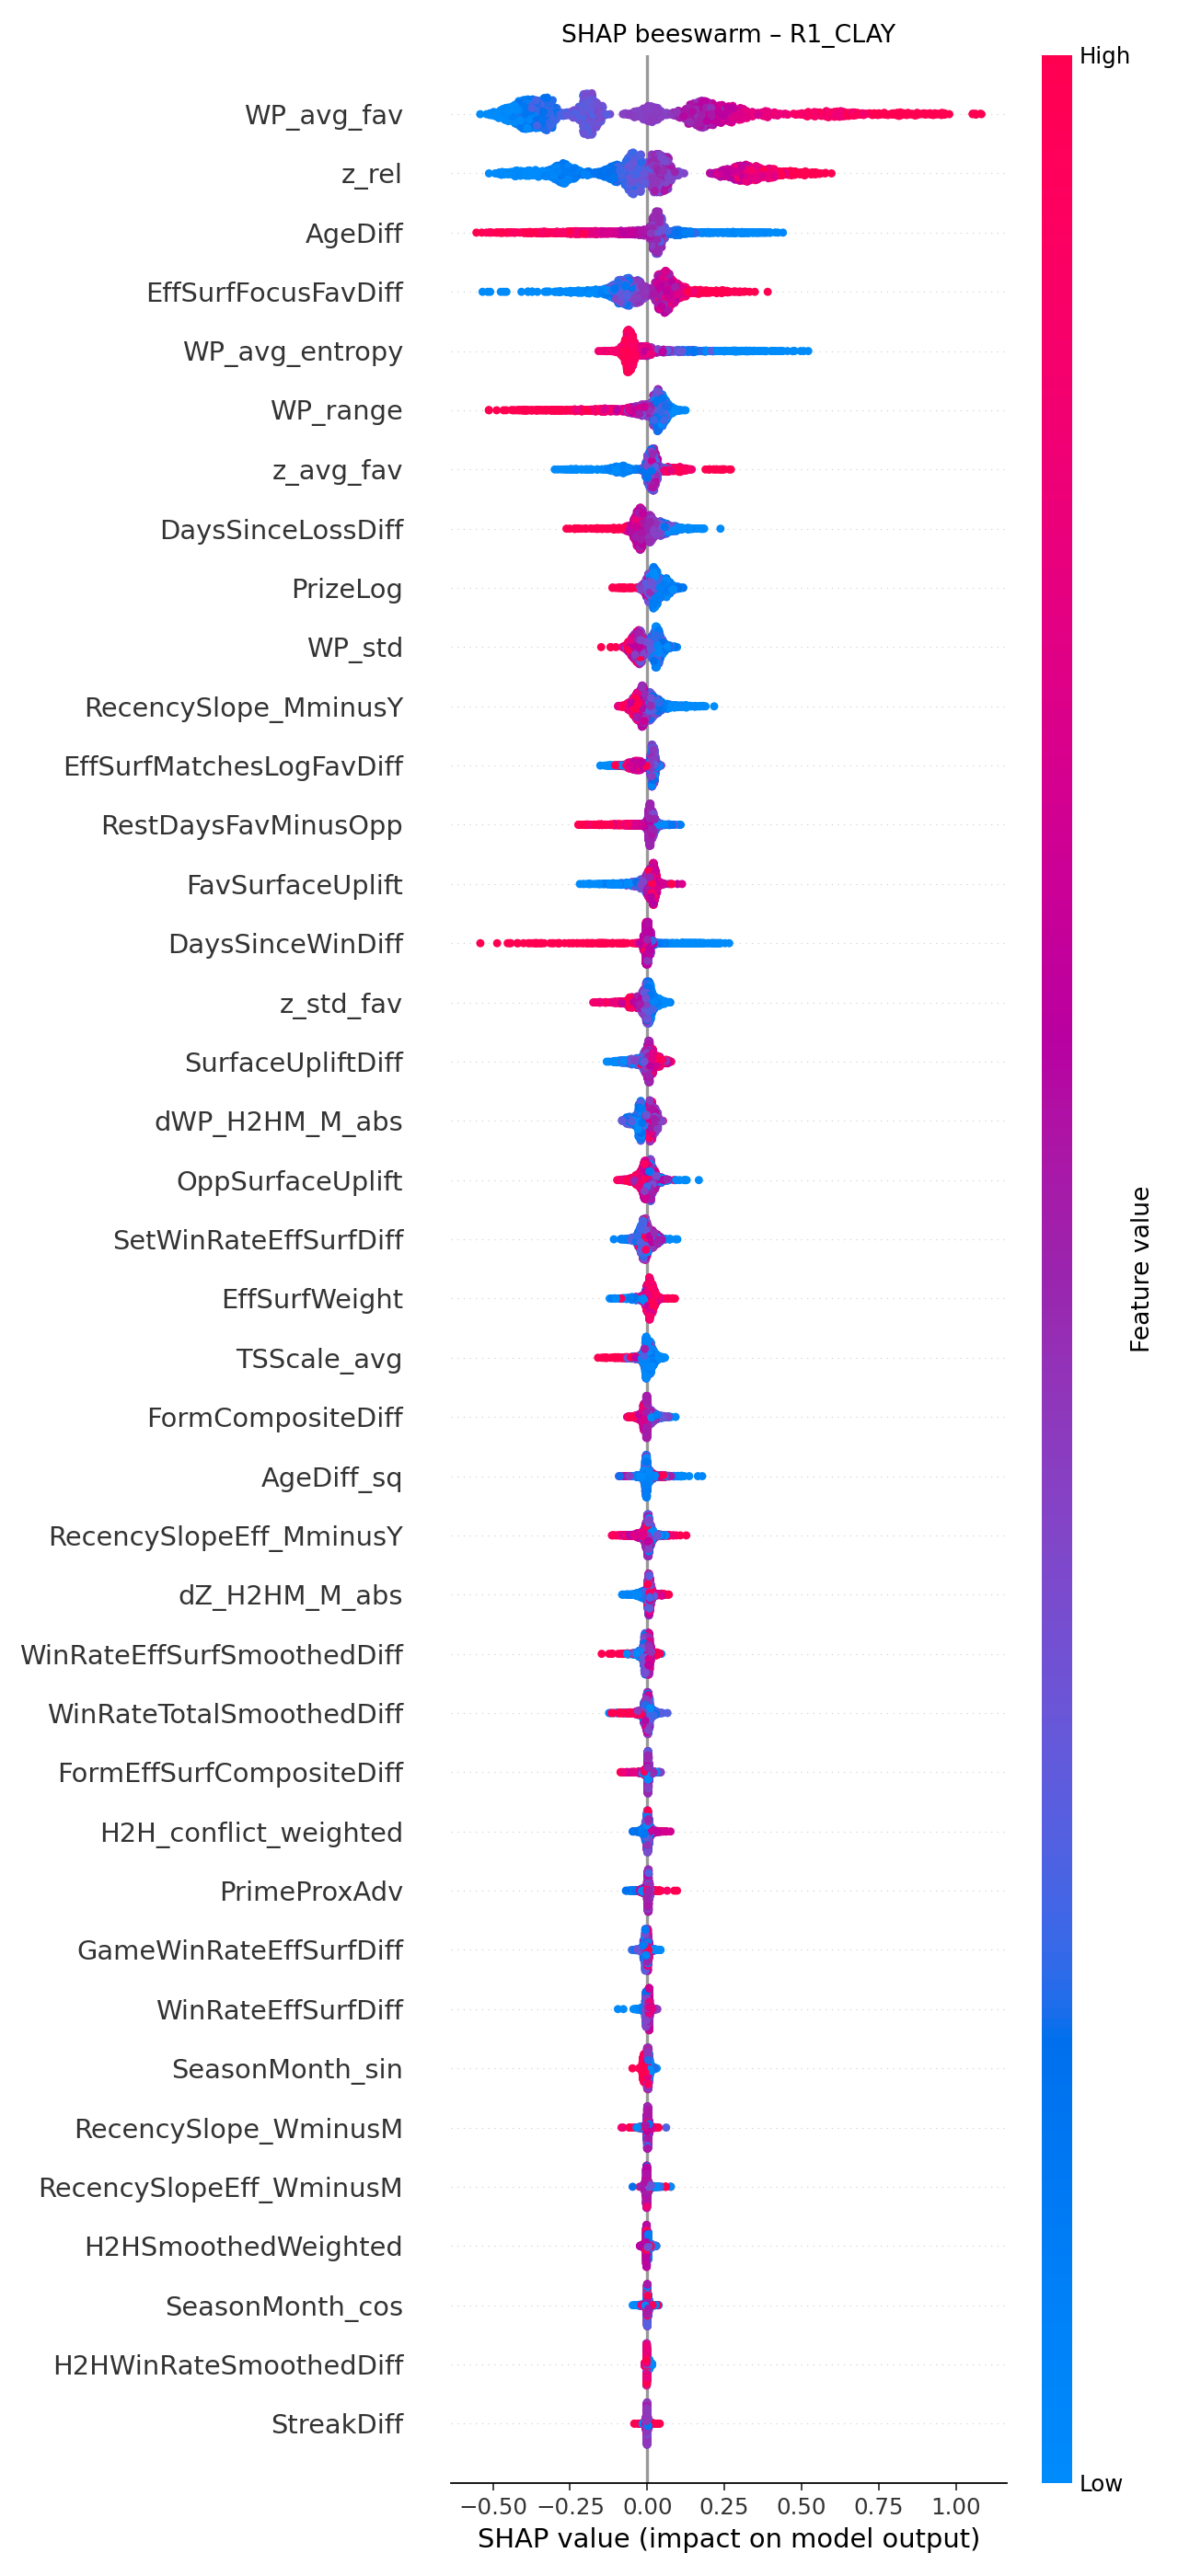 SHAP beeswarm – R1_CLAY
High
WP_avg_fav
z_rel
AgeDiff
EffSurfFocusFavDiff
WP_avg_entropy
WP_range
z_avg_fav
DaysSinceLossDiff
PrizeLog
WP_std
RecencySlope_MminusY
EffSurfMatchesLogFavDiff
RestDaysFavMinusOpp
FavSurfaceUplift
DaysSinceWinDiff
z_std_fav
SurfaceUpliftDiff
dWP_H2HM_M_abs
OppSurfaceUplift
SetWinRateEffSurfDiff
EffSurfWeight
TSScale_avg
FormCompositeDiff
AgeDiff_sq
RecencySlopeEff_MminusY
dZ_H2HM_M_abs
WinRateEffSurfSmoothedDiff
WinRateTotalSmoothedDiff
FormEffSurfCompositeDiff
H2H_conflict_weighted
PrimeProxAdv
GameWinRateEffSurfDiff
WinRateEffSurfDiff
SeasonMonth_sin
RecencySlope_WminusM
RecencySlopeEff_WminusM
H2HSmoothedWeighted
SeasonMonth_cos
H2HWinRateSmoothedDiff
StreakDiff
Feature value
Low
−0.50 −0.25 0.00 0.25 0.50 0.75 1.00
SHAP value (impact on model output)